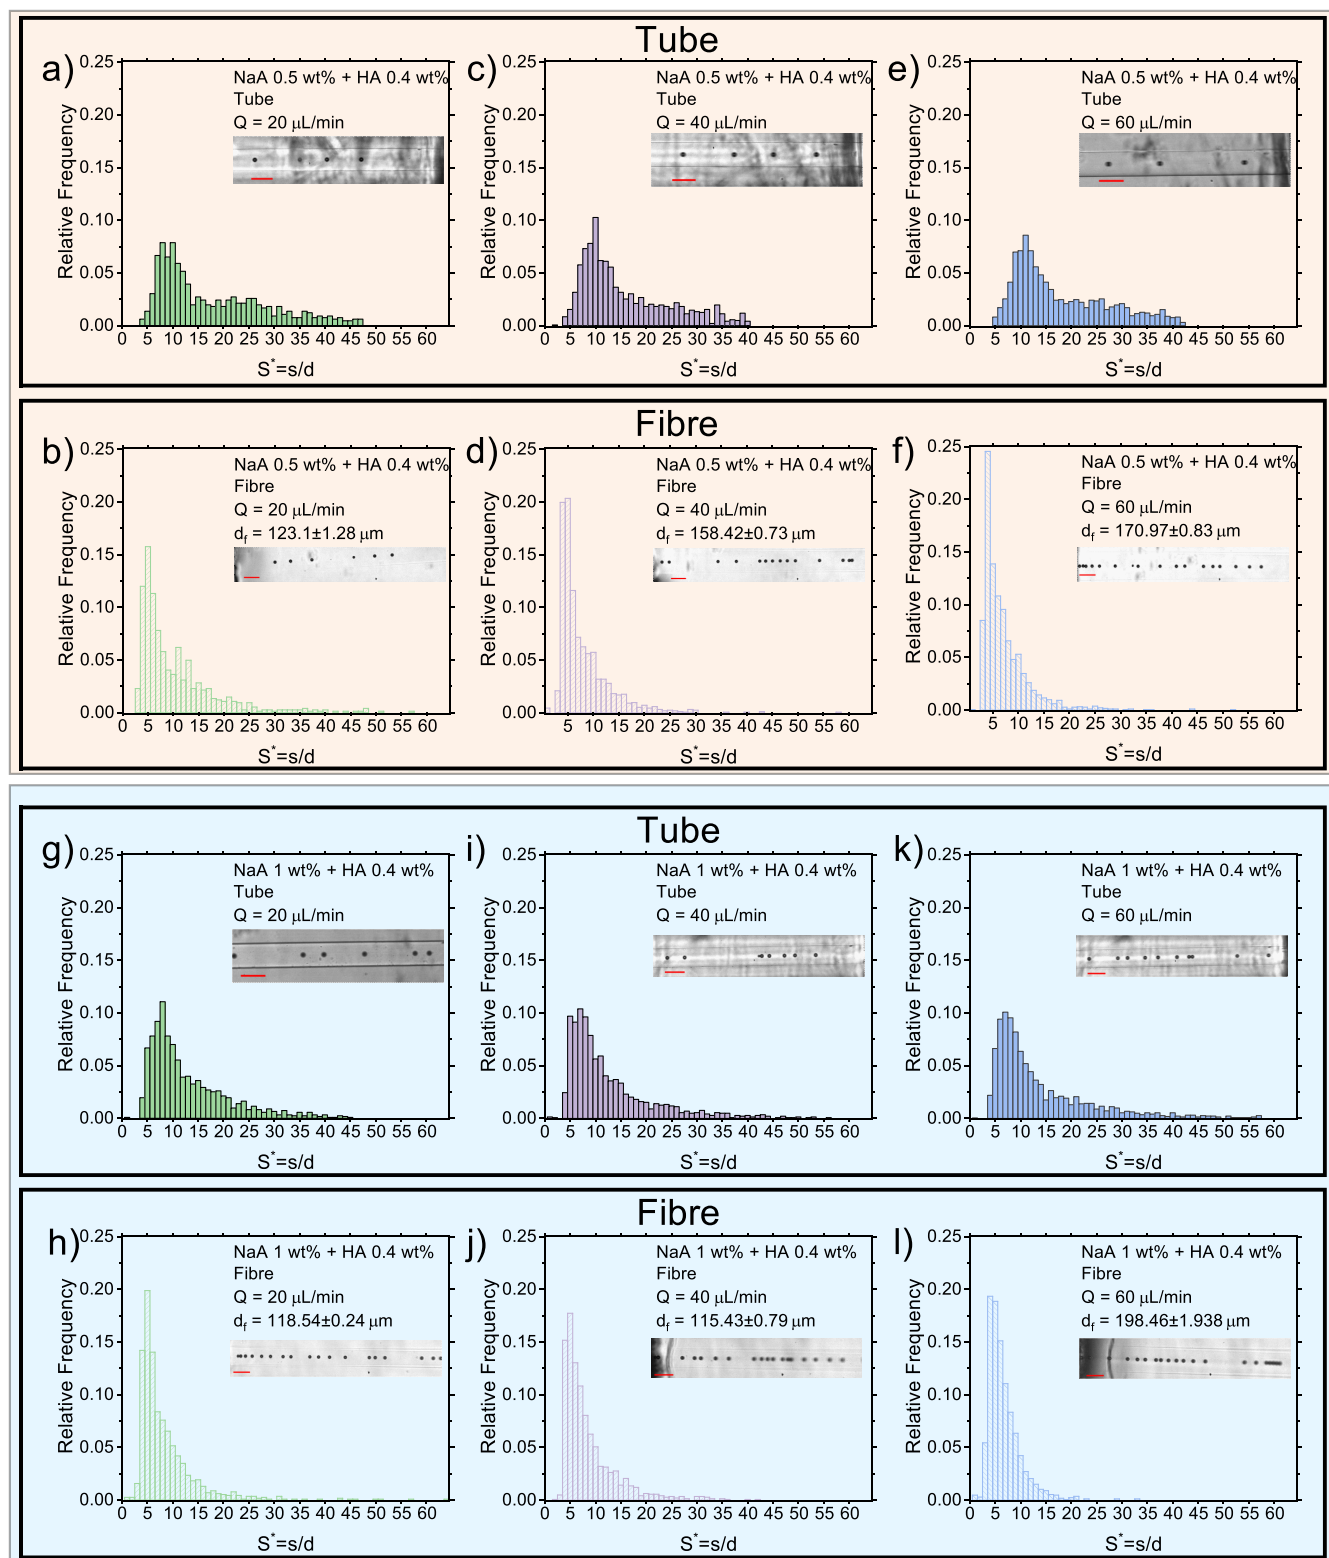 Tube
a)
NaA 0.5 wt% + HA 0.4 wt%
Tube
Q = 20 μL/min
Relative Frequency
0.25
0.20
0.15
0.10
0.05
0.00
0 5 10 15 20 25 30 35 40 45 50 55 60
S*=s/d
c)
NaA 0.5 wt% + HA 0.4 wt%
Tube
Q = 40 μL/min
Relative Frequency
0.25
0.20
0.15
0.10
0.05
0.00
0 5 10 15 20 25 30 35 40 45 50 55 60
S*=s/d
e)
NaA 0.5 wt% + HA 0.4 wt%
Tube
Q = 60 μL/min
Relative Frequency
0.25
0.20
0.15
0.10
0.05
0.00
0 5 10 15 20 25 30 35 40 45 50 55 60
S*=s/d
Fibre
b)
NaA 0.5 wt% + HA 0.4 wt%
Fibre
Q = 20 μL/min
df = 123.1±1.28 μm
Relative Frequency
0.25
0.20
0.15
0.10
0.05
0.00
5 10 15 20 25 30 35 40 45 50 55 60
S*=s/d
d)
NaA 0.5 wt% + HA 0.4 wt%
Fibre
Q = 40 μL/min
df = 158.42±0.73 μm
Relative Frequency
0.25
0.20
0.15
0.10
0.05
0.00
5 10 15 20 25 30 35 40 45 50 55 60
S*=s/d
f)
NaA 0.5 wt% + HA 0.4 wt%
Fibre
Q = 60 μL/min
df = 170.97±0.83 μm
Relative Frequency
0.25
0.20
0.15
0.10
0.05
0.00
5 10 15 20 25 30 35 40 45 50 55 60
S*=s/d
Tube
g)
NaA 1 wt% + HA 0.4 wt%
Tube
Q = 20 μL/min
Relative Frequency
0.25
0.20
0.15
0.10
0.05
0.00
0 5 10 15 20 25 30 35 40 45 50 55 60
S*=s/d
i)
NaA 1 wt% + HA 0.4 wt%
Tube
Q = 40 μL/min
Relative Frequency
0.25
0.20
0.15
0.10
0.05
0.00
0 5 10 15 20 25 30 35 40 45 50 55 60
S*=s/d
k)
NaA 1 wt% + HA 0.4 wt%
Tube
Q = 60 μL/min
Relative Frequency
0.25
0.20
0.15
0.10
0.05
0.00
0 5 10 15 20 25 30 35 40 45 50 55 60
S*=s/d
Fibre
h)
NaA 1 wt% + HA 0.4 wt%
Fibre
Q = 20 μL/min
df = 118.54±0.24 μm
Relative Frequency
0.25
0.20
0.15
0.10
0.05
0.00
5 10 15 20 25 30 35 40 45 50 55 60
S*=s/d
j)
NaA 1 wt% + HA 0.4 wt%
Fibre
Q = 40 μL/min
df = 115.43±0.79 μm
Relative Frequency
0.25
0.20
0.15
0.10
0.05
0.00
5 10 15 20 25 30 35 40 45 50 55 60
S*=s/d
l)
NaA 1 wt% + HA 0.4 wt%
Fibre
Q = 60 μL/min
df = 198.46±1.938 μm
Relative Frequency
0.25
0.20
0.15
0.10
0.05
0.00
5 10 15 20 25 30 35 40 45 50 55 60
S*=s/d